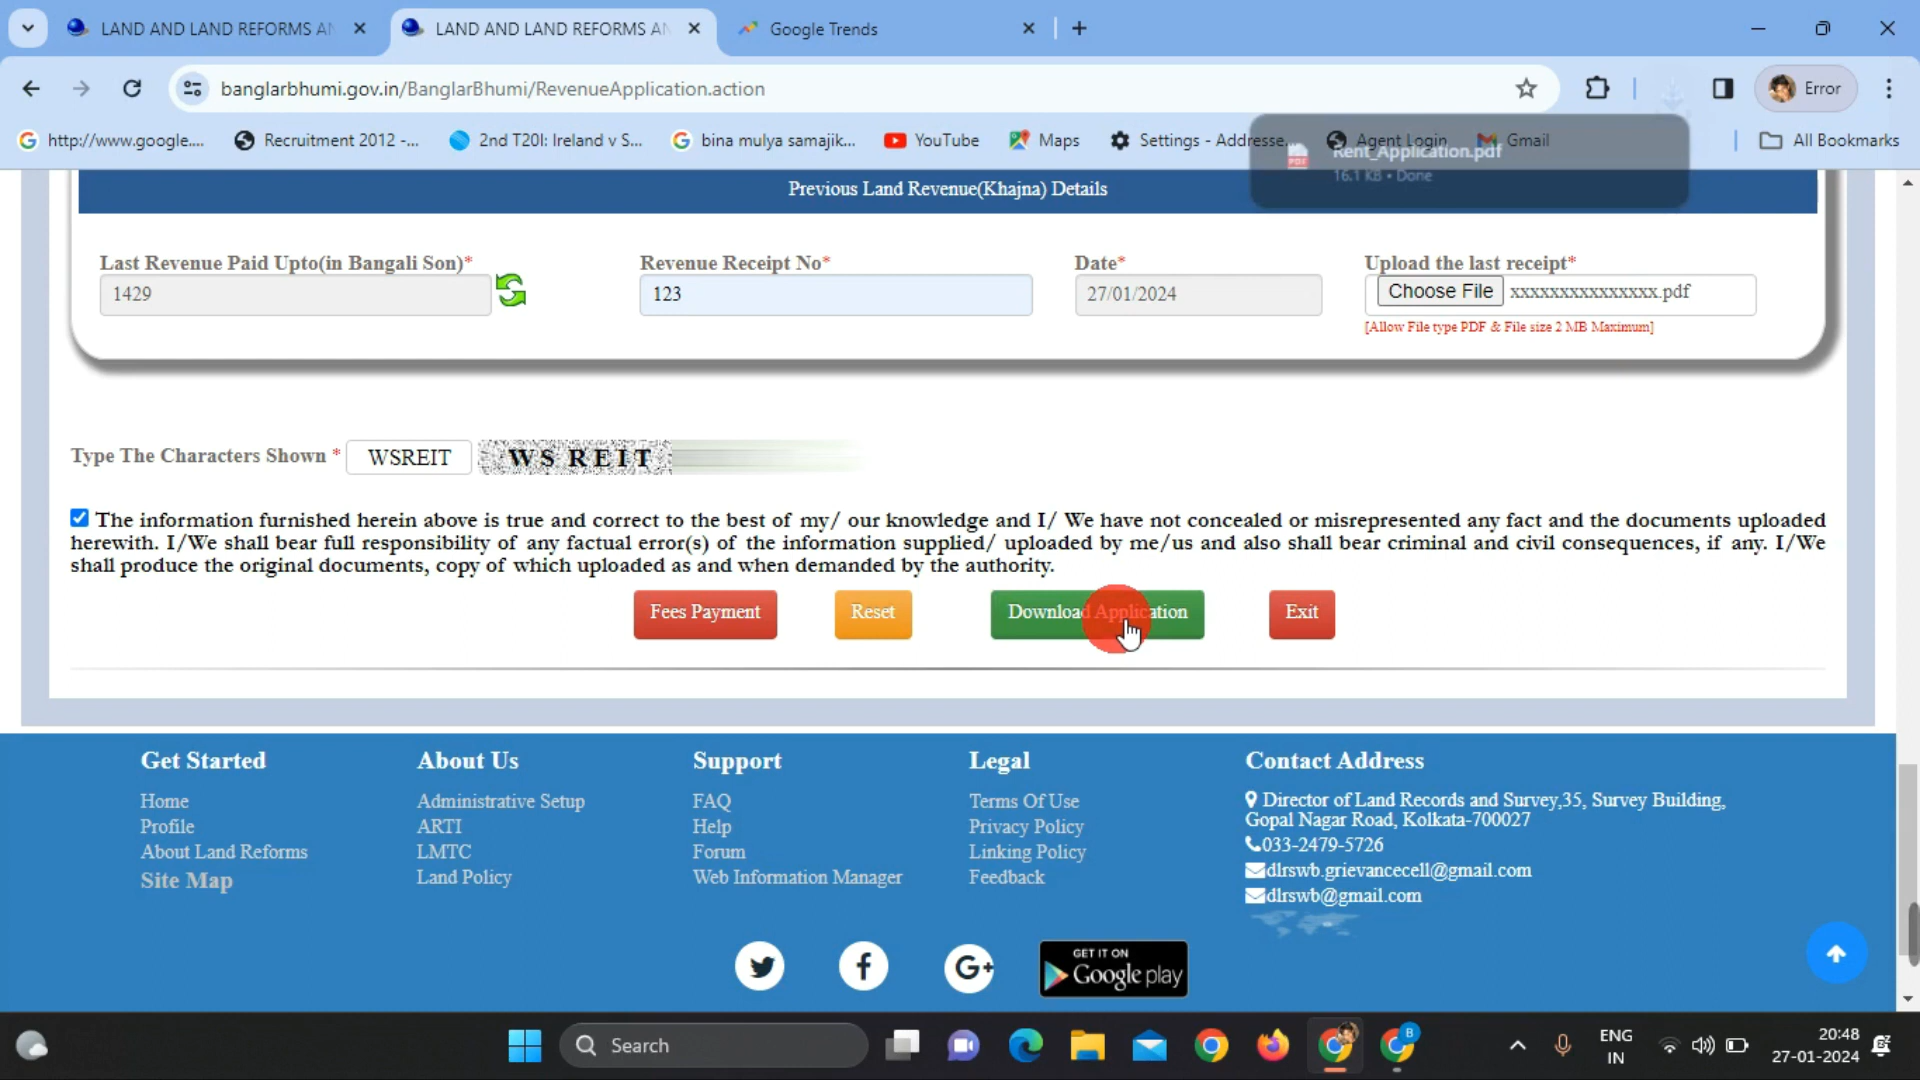 LAND AND LAND REFORMS AN
LAND AND LAND REFORMS AN
Google Trends
banglarbhumi.gov.in/BanglarBhumi/RevenueApplication.action
Error
http://www.google....
Recruitment 2012 -...
2nd T20I: Ireland v S...
bina mulya samajik...
YouTube
Maps
Settings - Addresse...
Agent Login
Gmail
All Bookmarks
Rent_Application.pdf
16.1 KB • Done
Previous Land Revenue(Khajna) Details
Last Revenue Paid Upto(in Bangali Son)*
Revenue Receipt No*
Date*
Upload the last receipt*
1429
123
27/01/2024
Choose File xxxxxxxxxxxxxxx.pdf
[Allow File type PDF & File size 2 MB Maximum]
Type The Characters Shown *
WSREIT
WS REIT
The information furnished herein above is true and correct to the best of my/ our knowledge and I/ We have not concealed or misrepresented any fact and the documents uploaded
herewith. I/We shall bear full responsibility of any factual error(s) of the information supplied/ uploaded by me/us and also shall bear criminal and civil consequences, if any. I/We
shall produce the original documents, copy of which uploaded as and when demanded by the authority.
Fees Payment
Reset
Download Application
Exit
Get Started
Home
Profile
About Land Reforms
Site Map
About Us
Administrative Setup
ARTI
LMTC
Land Policy
Support
FAQ
Help
Forum
Web Information Manager
Legal
Terms Of Use
Privacy Policy
Linking Policy
Feedback
Contact Address
Director of Land Records and Survey,35, Survey Building,
Gopal Nagar Road, Kolkata-700027
033-2479-5726
dlrswb.grievancecell@gmail.com
dlrswb@gmail.com
GET IT ON
Google play
Search
B
ENG
IN
20:48
27-01-2024